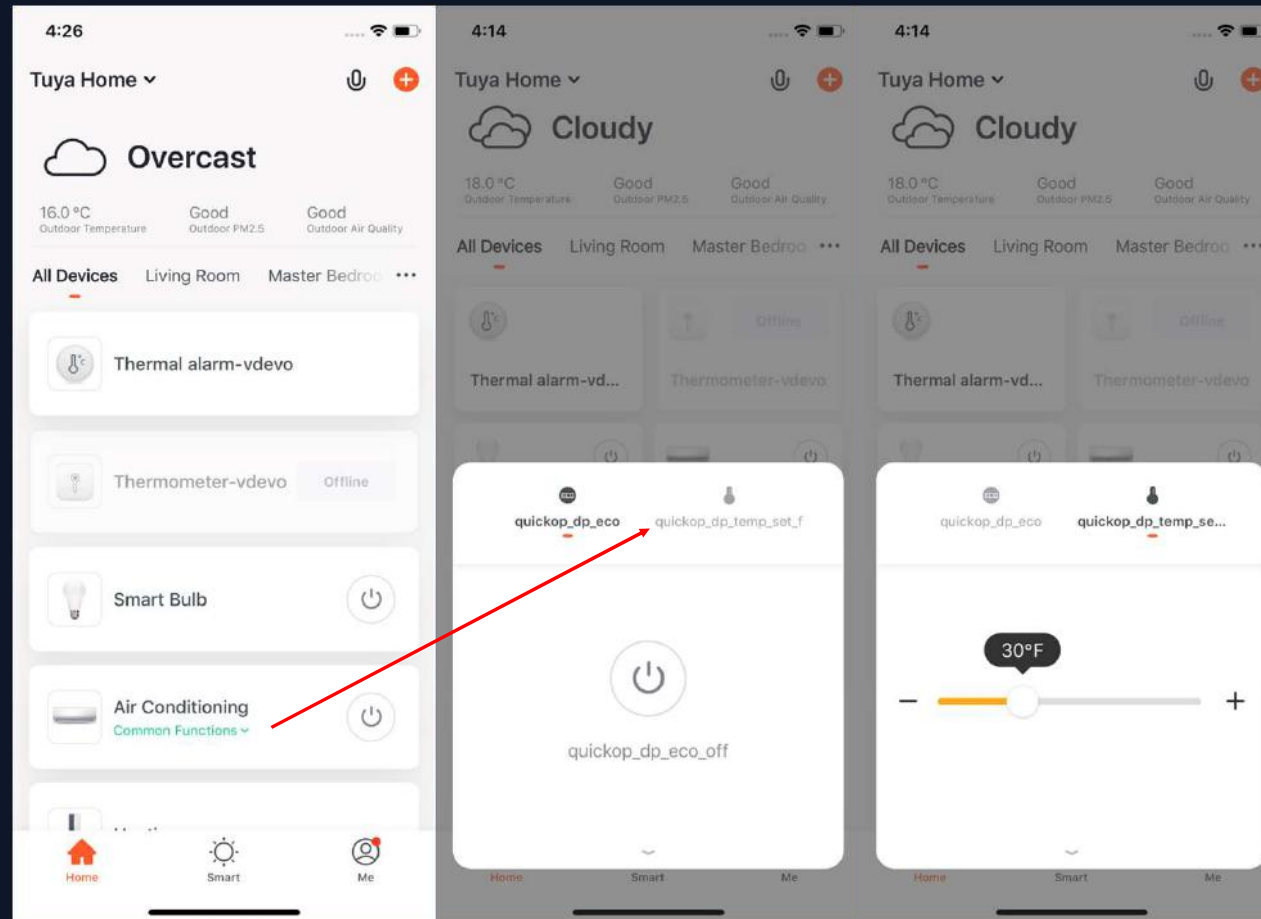 4:26
Tuya Home
Overcast
16.0 °C Good Good
Outdoor Temperature Outdoor PM2.5 Outdoor Air Quality
All Devices Living Room Master Bedroo ...
Thermal alarm-vdevo
Thermometer-vdevo Offline
Smart Bulb
Air Conditioning
Common Functions
Home Smart Me
4:14
Tuya Home
Cloudy
18.0 °C Good Good
Outdoor Temperature Outdoor PM2.5 Outdoor Air Quality
All Devices Living Room Master Bedroo ...
Offline
Thermal alarm-vd... Thermometer-vdevo
quickop_dp_eco quickop_dp_temp_set_f
quickop_dp_eco_off
Home Smart Me
4:14
Tuya Home
Cloudy
18.0 °C Good Good
Outdoor Temperature Outdoor PM2.5 Outdoor Air Quality
All Devices Living Room Master Bedroo ...
Offline
Thermal alarm-vd... Thermometer-vdevo
quickop_dp_eco quickop_dp_temp_se...
30°F
Home Smart Me